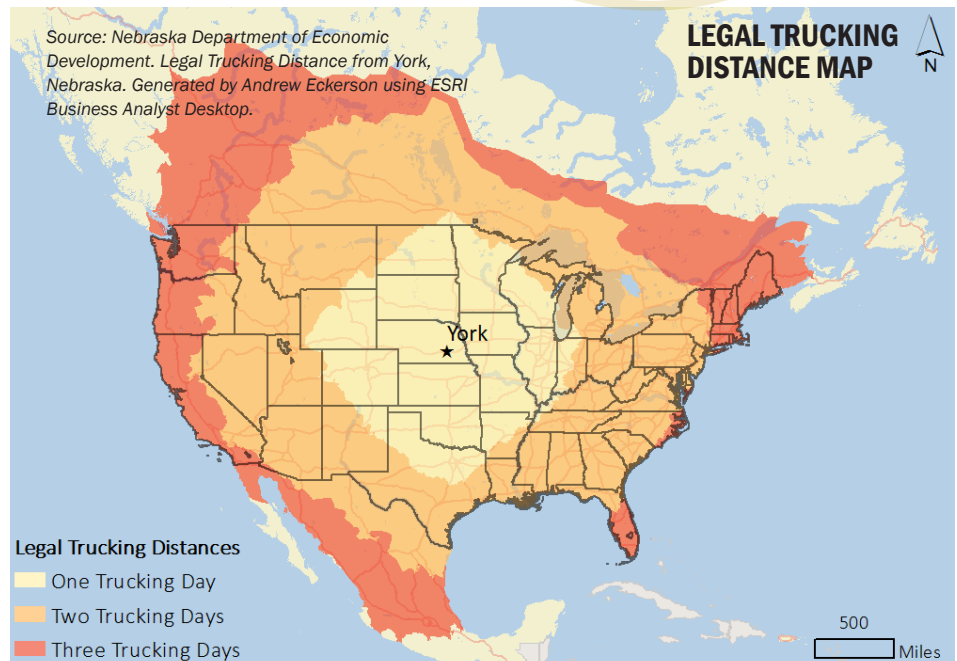 Source: Nebraska Department of Economic
Development. Legal Trucking Distance from York,
Nebraska. Generated by Andrew Eckerson using ESRI
Business Analyst Desktop.
LEGAL TRUCKING
DISTANCE MAP
N
York
Legal Trucking Distances
One Trucking Day
Two Trucking Days
Three Trucking Days
500
Miles